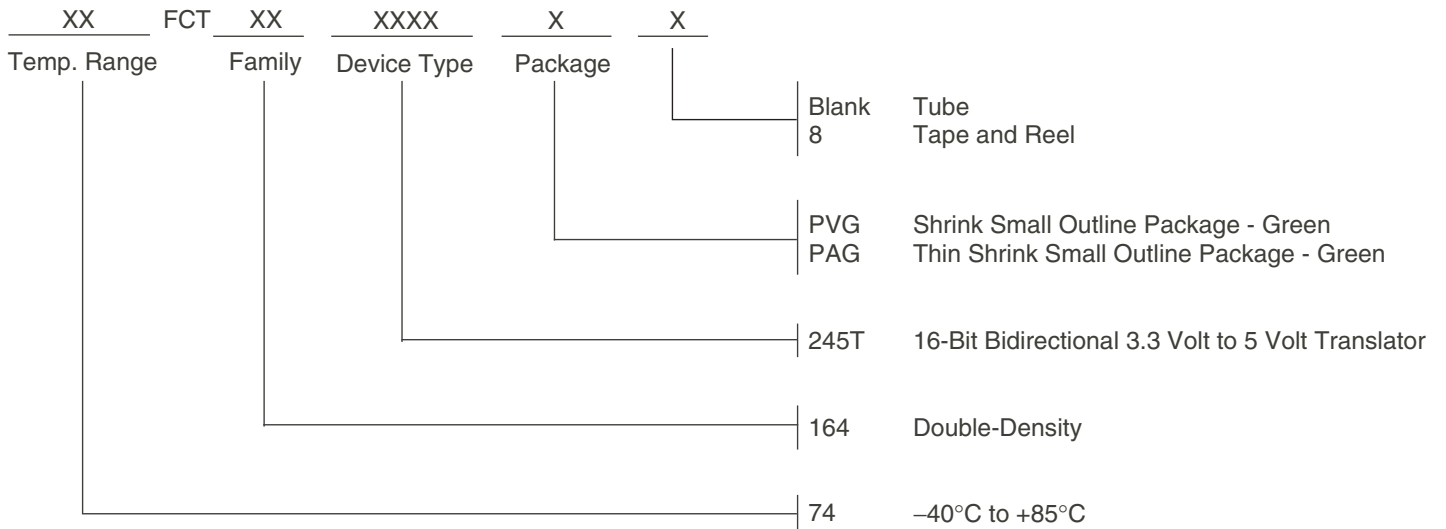 XX FCT XX XXXX X X
Temp. Range Family Device Type Package
Blank Tube
8 Tape and Reel
PVG Shrink Small Outline Package - Green
PAG Thin Shrink Small Outline Package - Green
245T 16-Bit Bidirectional 3.3 Volt to 5 Volt Translator
164 Double-Density
74 –40°C to +85°C